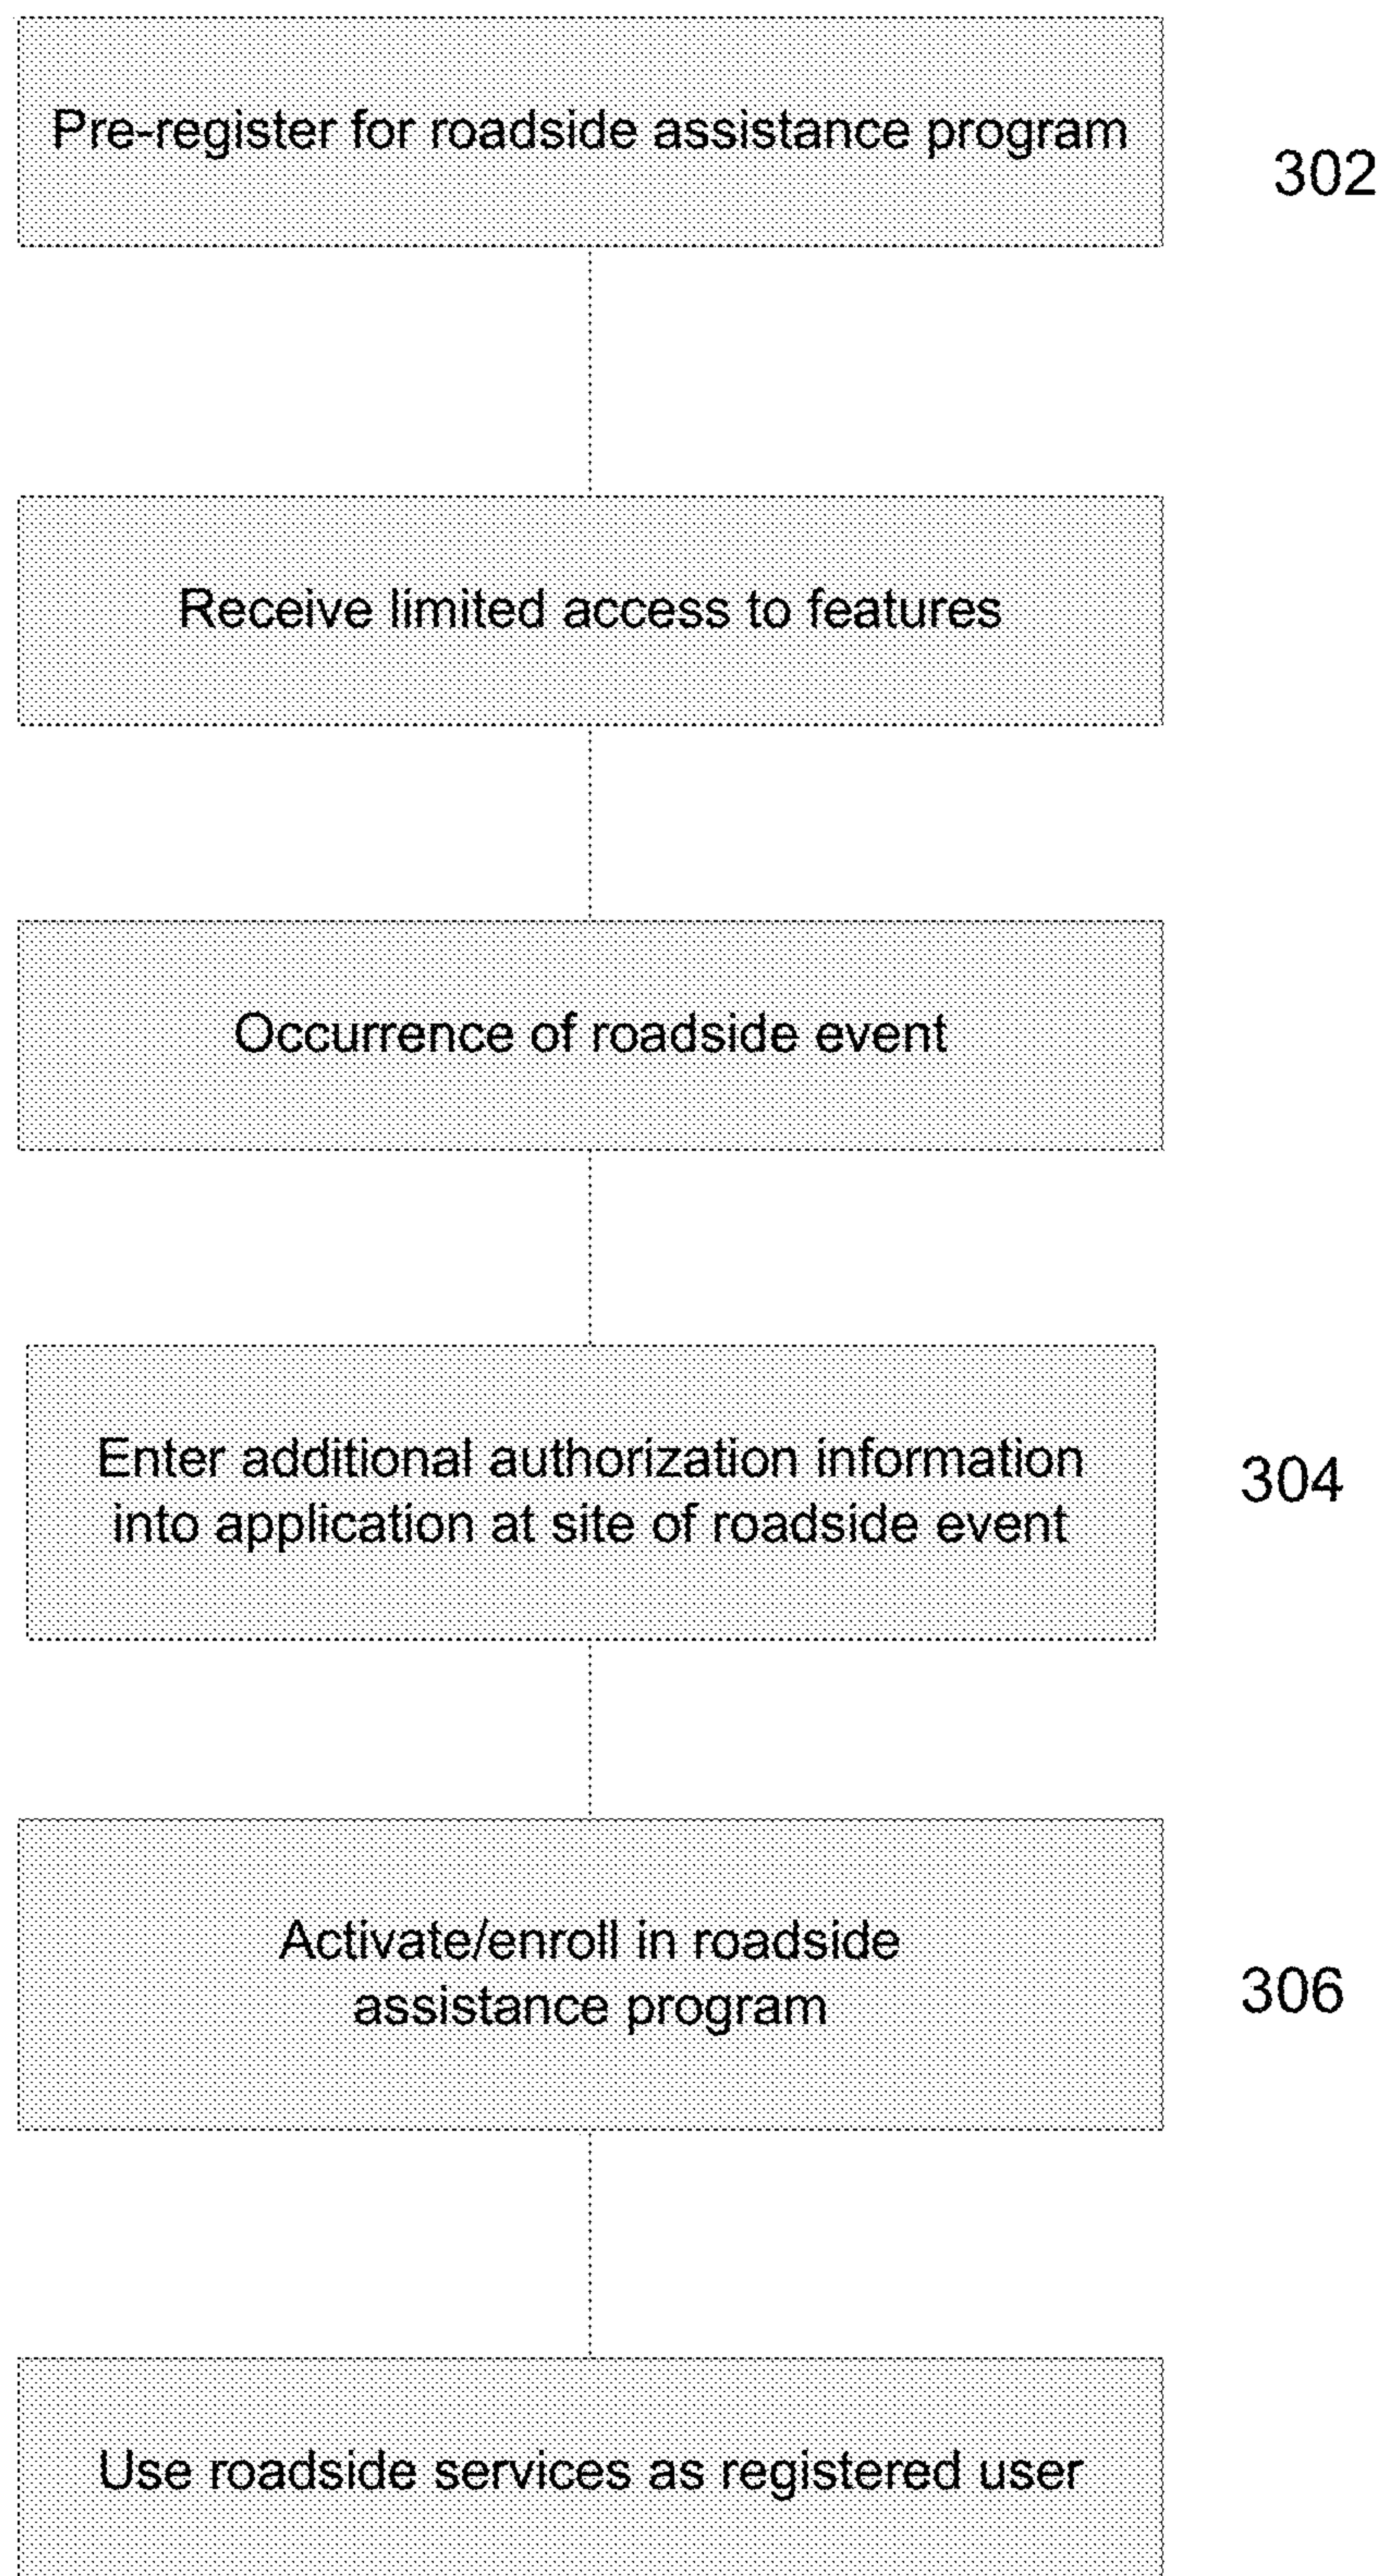 Pre-register for roadside assistance program
302
Receive limited access to features
Occurrence of roadside event
Enter additional authorization information
into application at site of roadside event
304
Activate/enroll in roadside
assistance program
306
Use roadside services as registered user